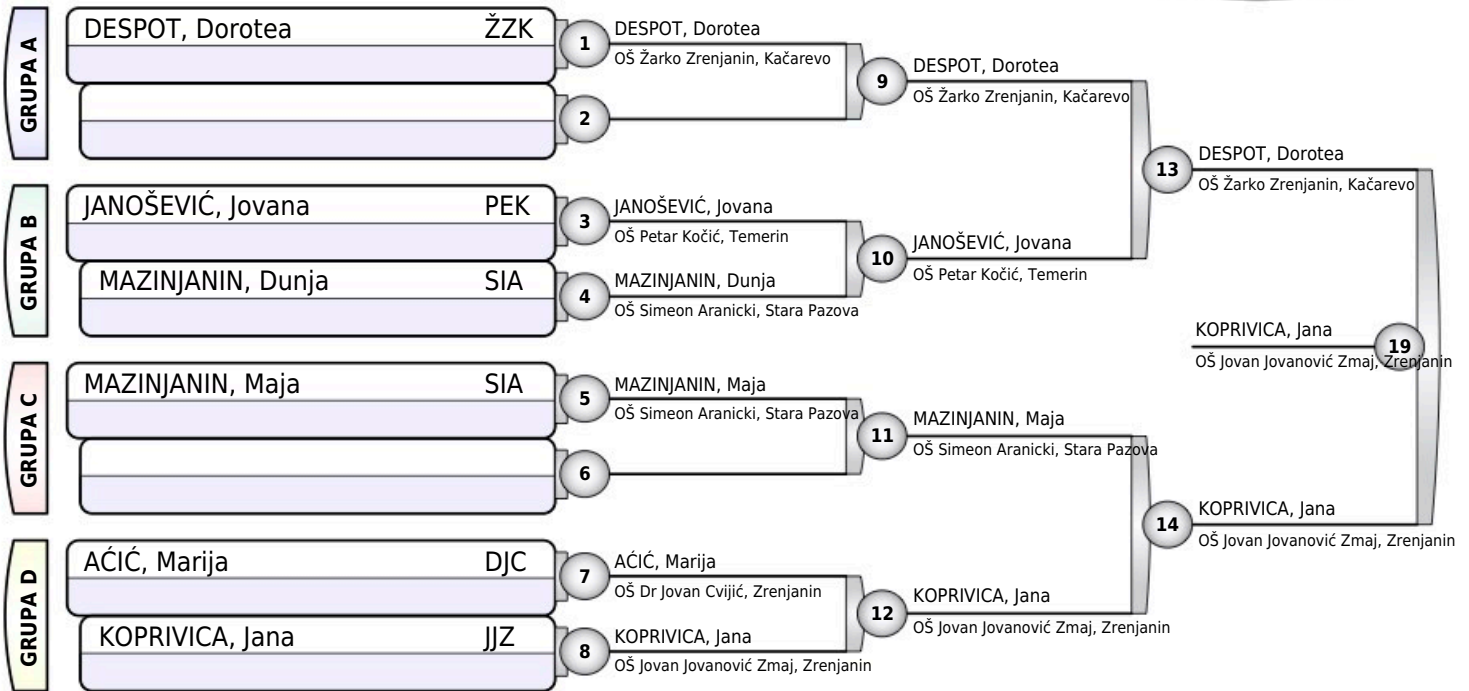 GRUPA A
DESPOT, Dorotea ŽZK
1
DESPOT, Dorotea
OŠ Žarko Zrenjanin, Kačarevo
2
9
DESPOT, Dorotea
OŠ Žarko Zrenjanin, Kačarevo
GRUPA B
JANOŠEVIĆ, Jovana PEK
3
JANOŠEVIĆ, Jovana
OŠ Petar Kočić, Temerin
MAZINJANIN, Dunja SIA
4
MAZINJANIN, Dunja
OŠ Simeon Aranicki, Stara Pazova
10
JANOŠEVIĆ, Jovana
OŠ Petar Kočić, Temerin
13
DESPOT, Dorotea
OŠ Žarko Zrenjanin, Kačarevo
GRUPA C
MAZINJANIN, Maja SIA
5
MAZINJANIN, Maja
OŠ Simeon Aranicki, Stara Pazova
6
11
MAZINJANIN, Maja
OŠ Simeon Aranicki, Stara Pazova
GRUPA D
AĆIĆ, Marija DJC
7
AĆIĆ, Marija
OŠ Dr Jovan Cvijić, Zrenjanin
KOPRIVICA, Jana JJZ
8
KOPRIVICA, Jana
OŠ Jovan Jovanović Zmaj, Zrenjanin
12
KOPRIVICA, Jana
OŠ Jovan Jovanović Zmaj, Zrenjanin
14
KOPRIVICA, Jana
OŠ Jovan Jovanović Zmaj, Zrenjanin
KOPRIVICA, Jana
19
OŠ Jovan Jovanović Zmaj, Zrenjanin